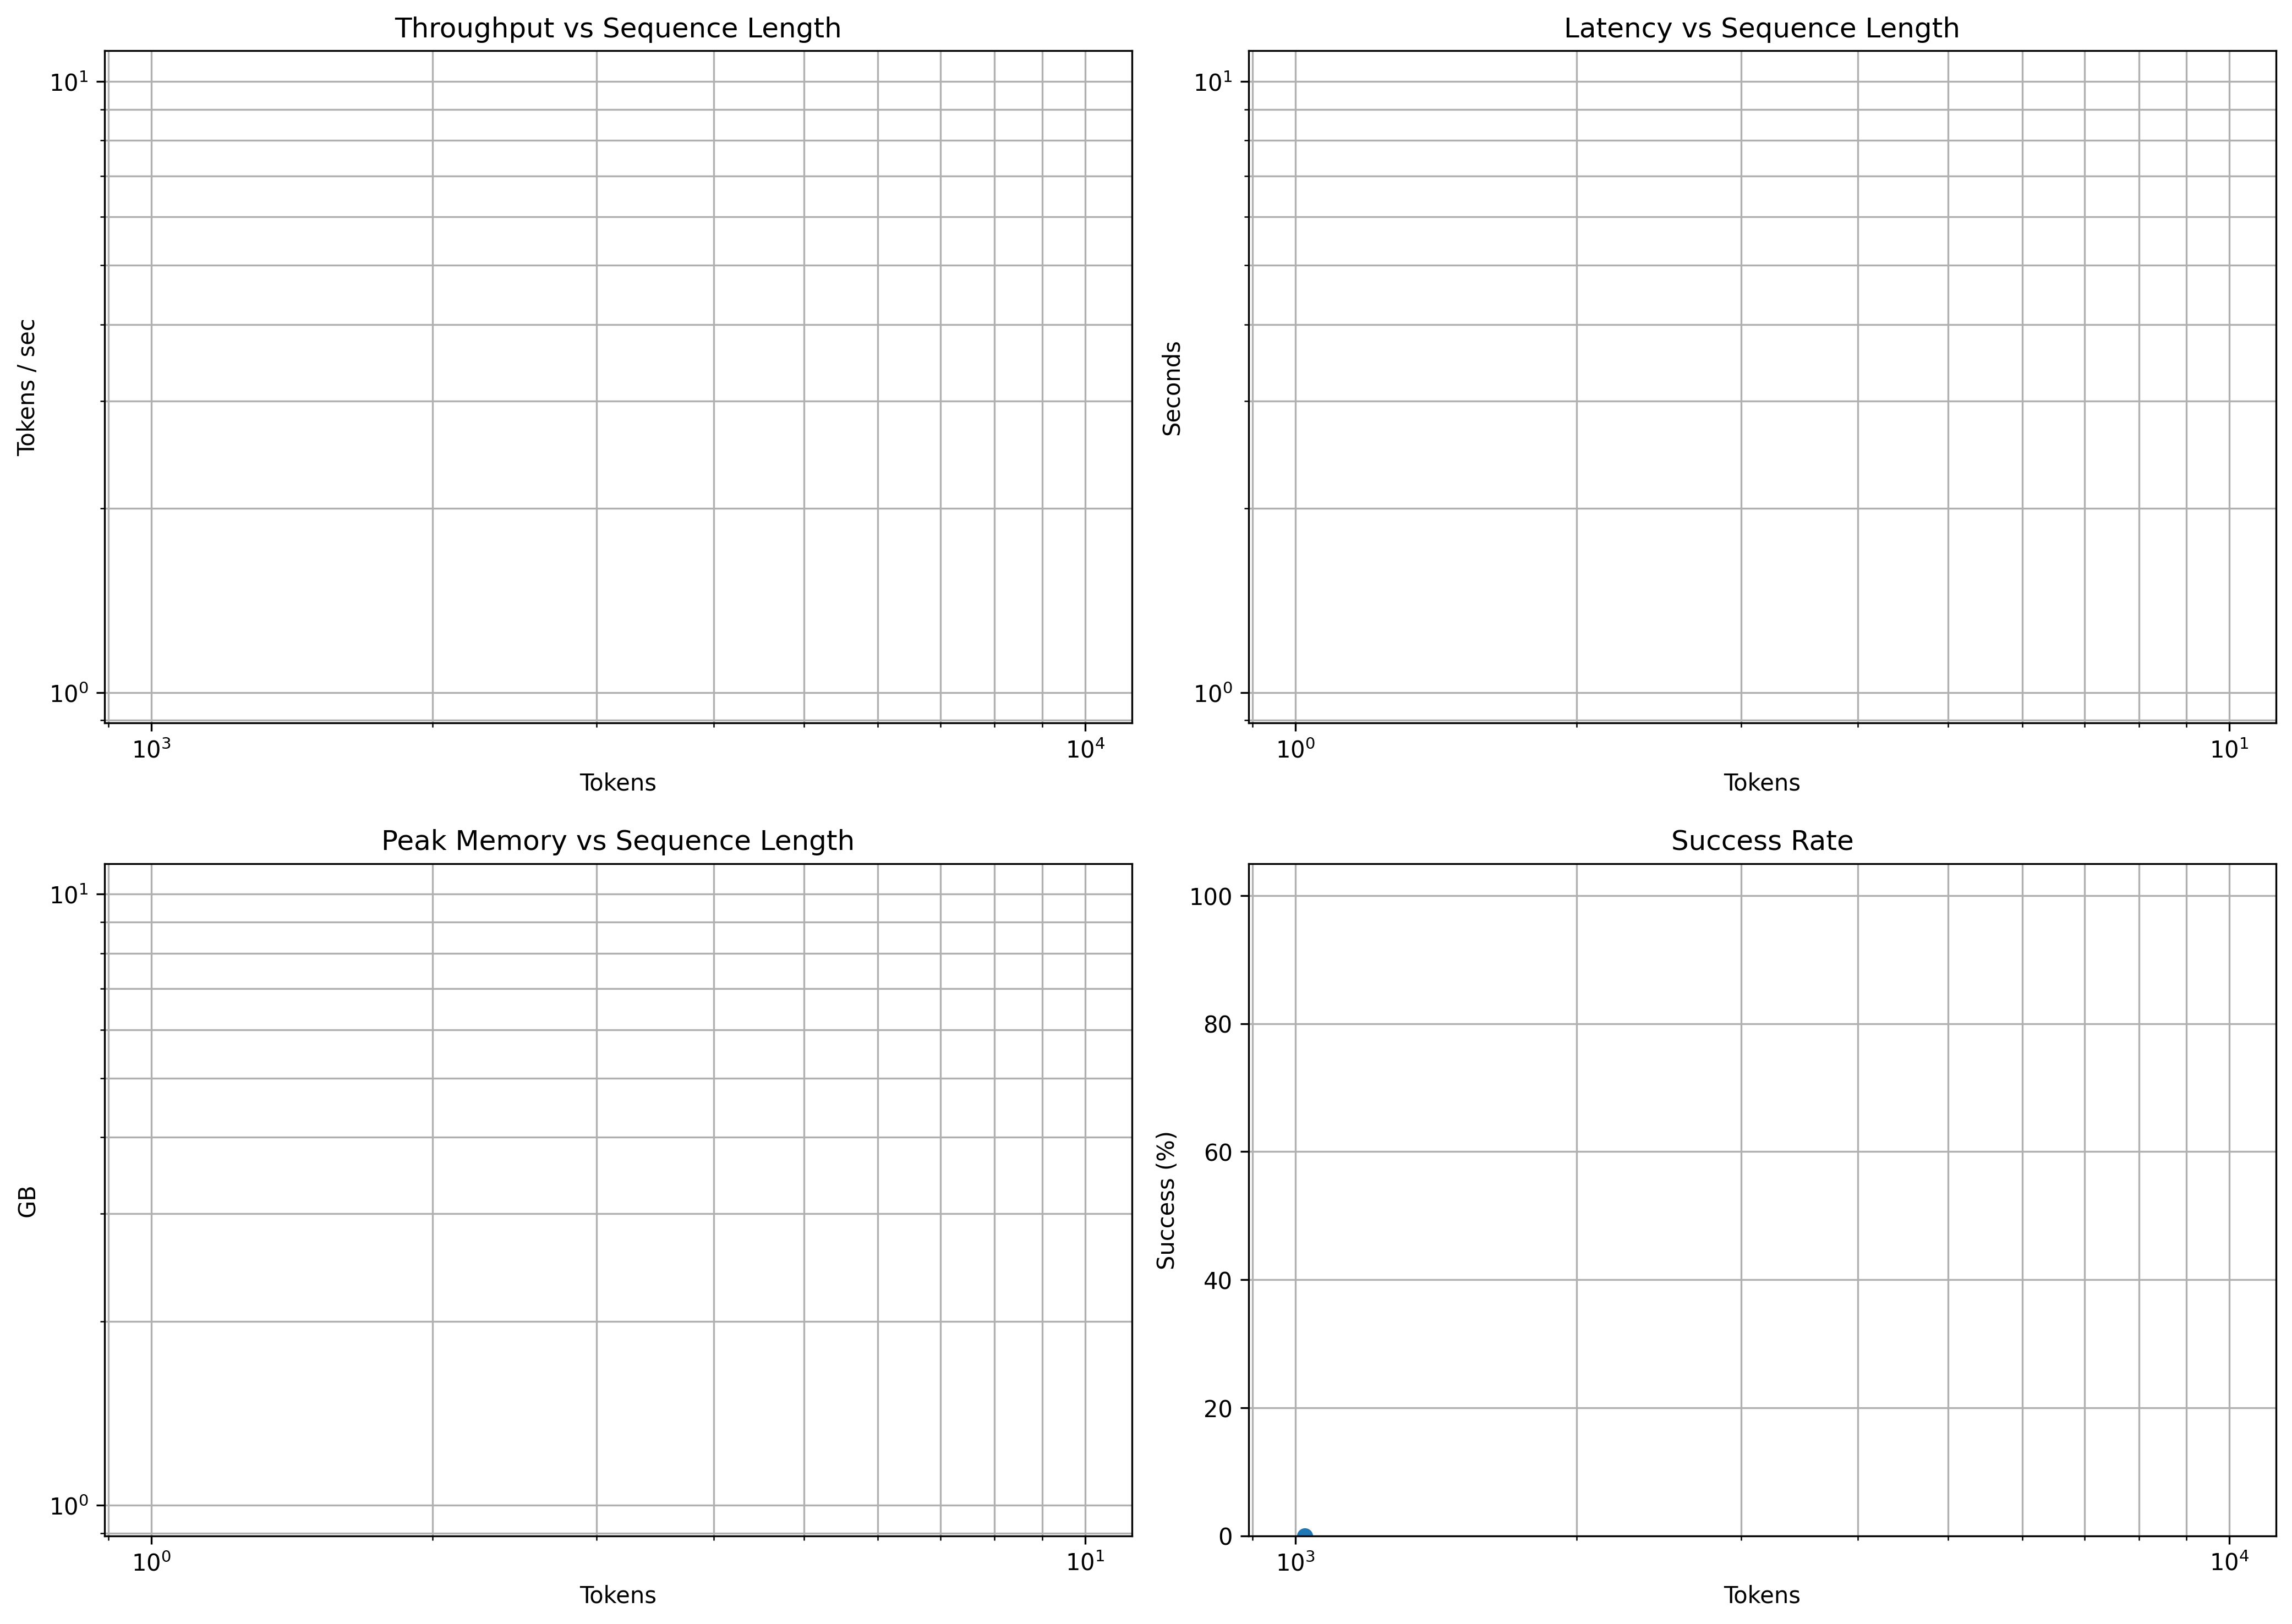 Throughput vs Sequence Length
10¹
10⁰
Tokens / sec
10³ 10⁴
Tokens
Latency vs Sequence Length
10¹
10⁰
Seconds
10⁰ 10¹
Tokens
Peak Memory vs Sequence Length
10¹
10⁰
GB
10⁰ 10¹
Tokens
Success Rate
100
80
60
40
20
0
Success (%)
10³ 10⁴
Tokens